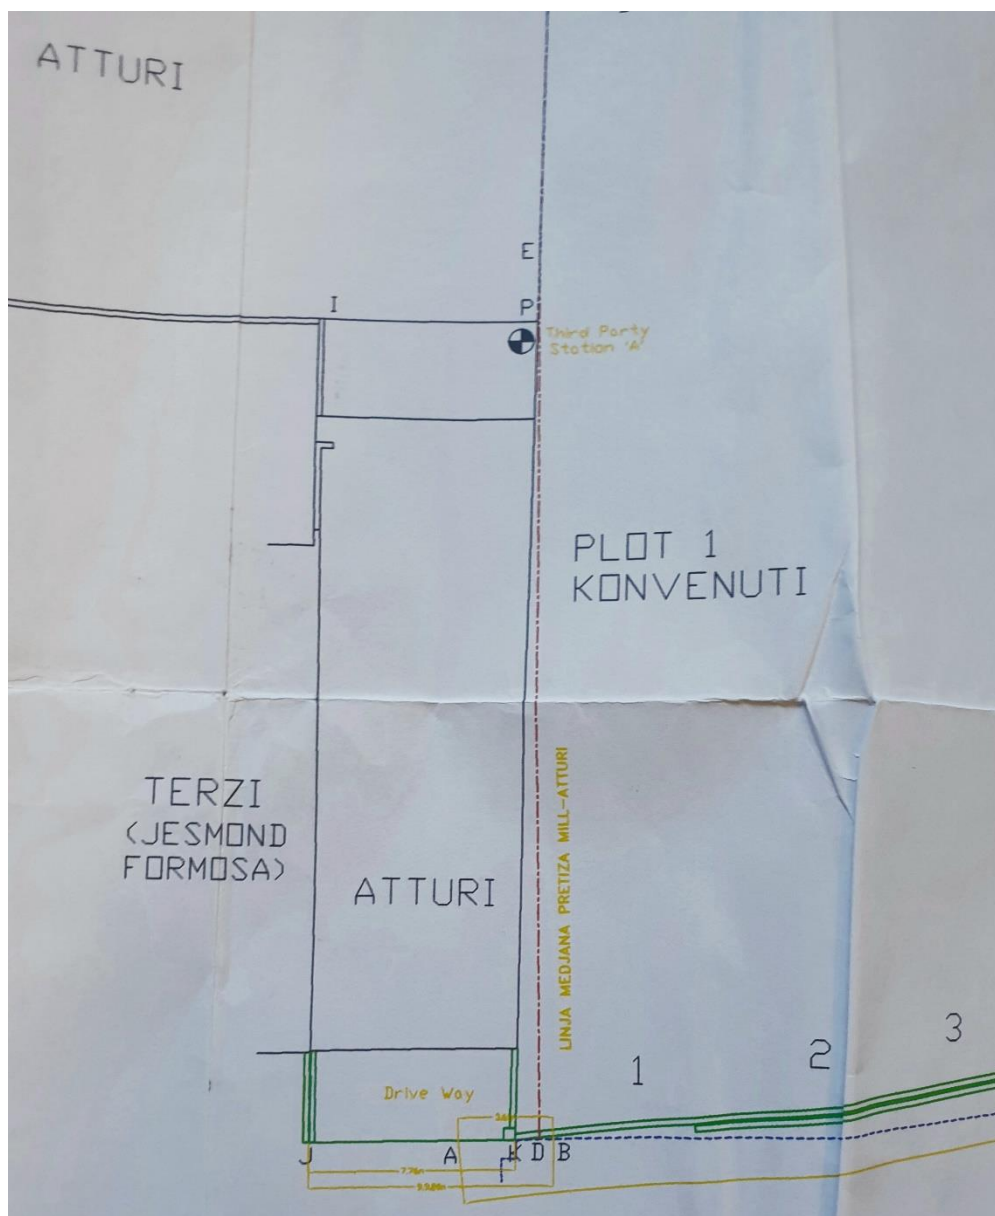 ATTURI
E
I
P
Third Party
Station 'A'
PLOT 1
KONVENUTI
LINJA MEDJANA PRETIZA MILL-ATTURI
TERZI
(JESMOND
FORMOSA)
ATTURI
1
2
3
Drive Way
J
A
K
D
B